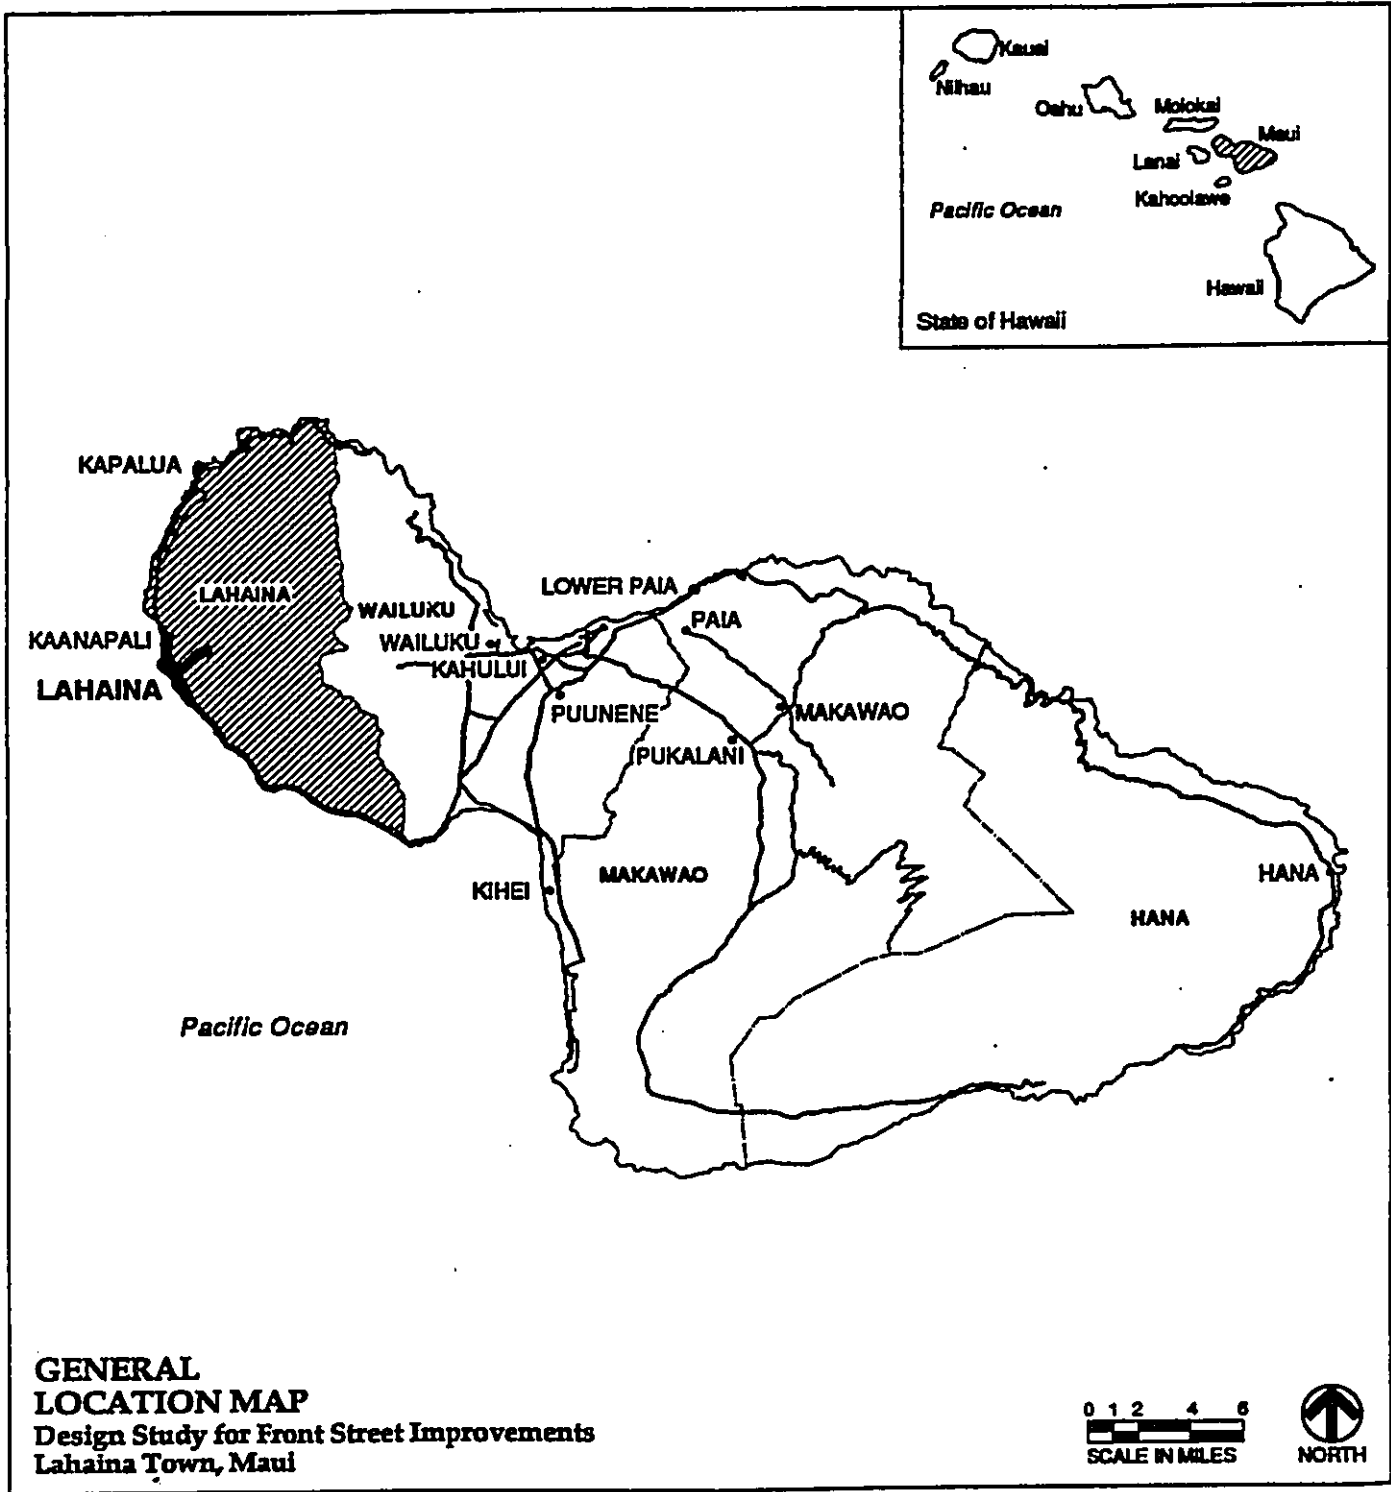 Kauai
Niihau
Oahu
Molokai
Maui
Lanai
Kahoolawe
Pacific Ocean
Hawaii
State of Hawaii
KAPALUA
LAHAINA
LOWER PAIA
WAILUKU
PAIA
KAANAPALI
WAILUKU
KAHULUI
LAHAINA
PUUNENE
MAKAWAO
PUKALANI
KIHEI
MAKAWAO
HANA
HANA
Pacific Ocean
GENERAL
LOCATION MAP
Design Study for Front Street Improvements
Lahaina Town, Maui
0 1 2 4 6
SCALE IN MILES
NORTH